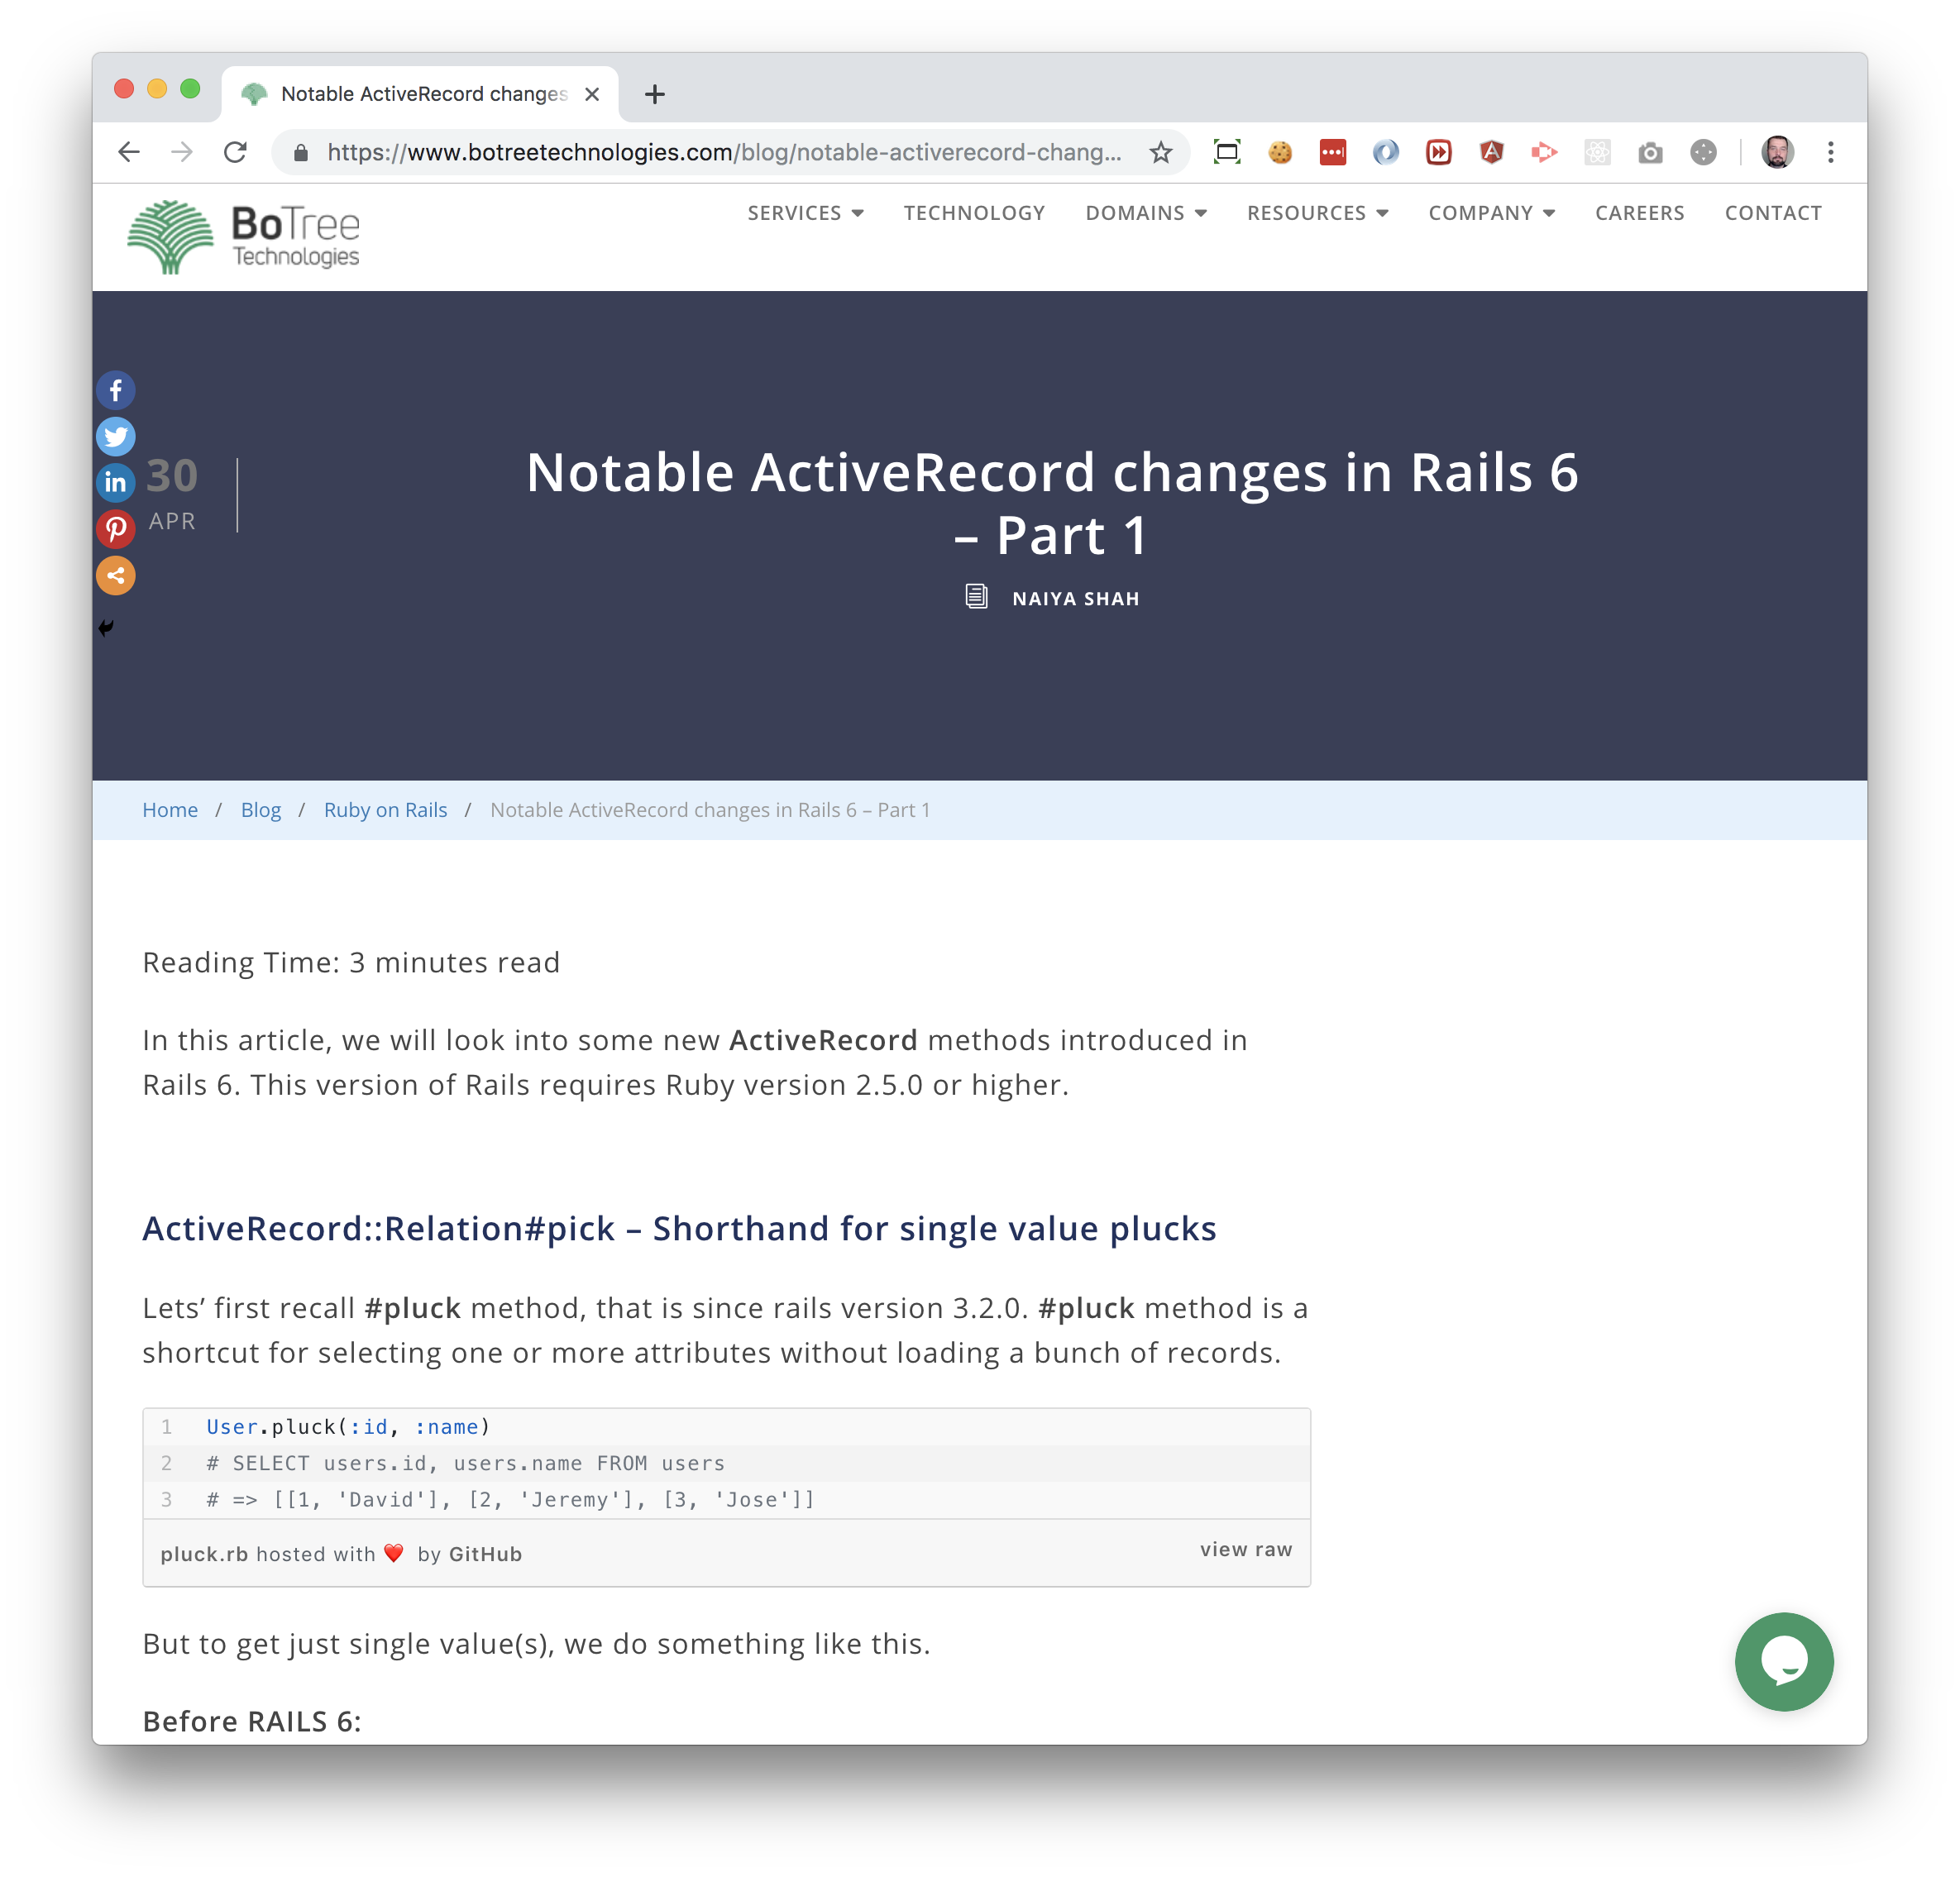 Notable ActiveRecord changes
https://www.botreetechnologies.com/blog/notable-activerecord-chang...
BoTree
Technologies
SERVICES TECHNOLOGY DOMAINS RESOURCES COMPANY CAREERS CONTACT
30
APR
Notable ActiveRecord changes in Rails 6
– Part 1
NAIYA SHAH
Home / Blog / Ruby on Rails / Notable ActiveRecord changes in Rails 6 – Part 1
Reading Time: 3 minutes read
In this article, we will look into some new ActiveRecord methods introduced in
Rails 6. This version of Rails requires Ruby version 2.5.0 or higher.
ActiveRecord::Relation#pick – Shorthand for single value plucks
Lets’ first recall #pluck method, that is since rails version 3.2.0. #pluck method is a
shortcut for selecting one or more attributes without loading a bunch of records.
1 User.pluck(:id, :name)
2 # SELECT users.id, users.name FROM users
3 # => [[1, 'David'], [2, 'Jeremy'], [3, 'Jose']]
pluck.rb hosted with ❤ by GitHub view raw
But to get just single value(s), we do something like this.
Before RAILS 6: